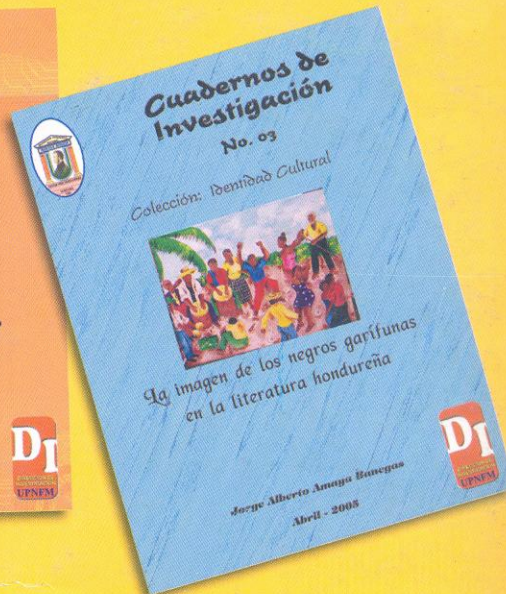 Cuadernos de
Investigación
No. 03
Colección: Identidad Cultural
La imagen de los negros garífunas
en la literatura hondureña
Jorge Alberto Amaya Banegas
Abril - 2005
DI
UPNFM
DI
UPNFM